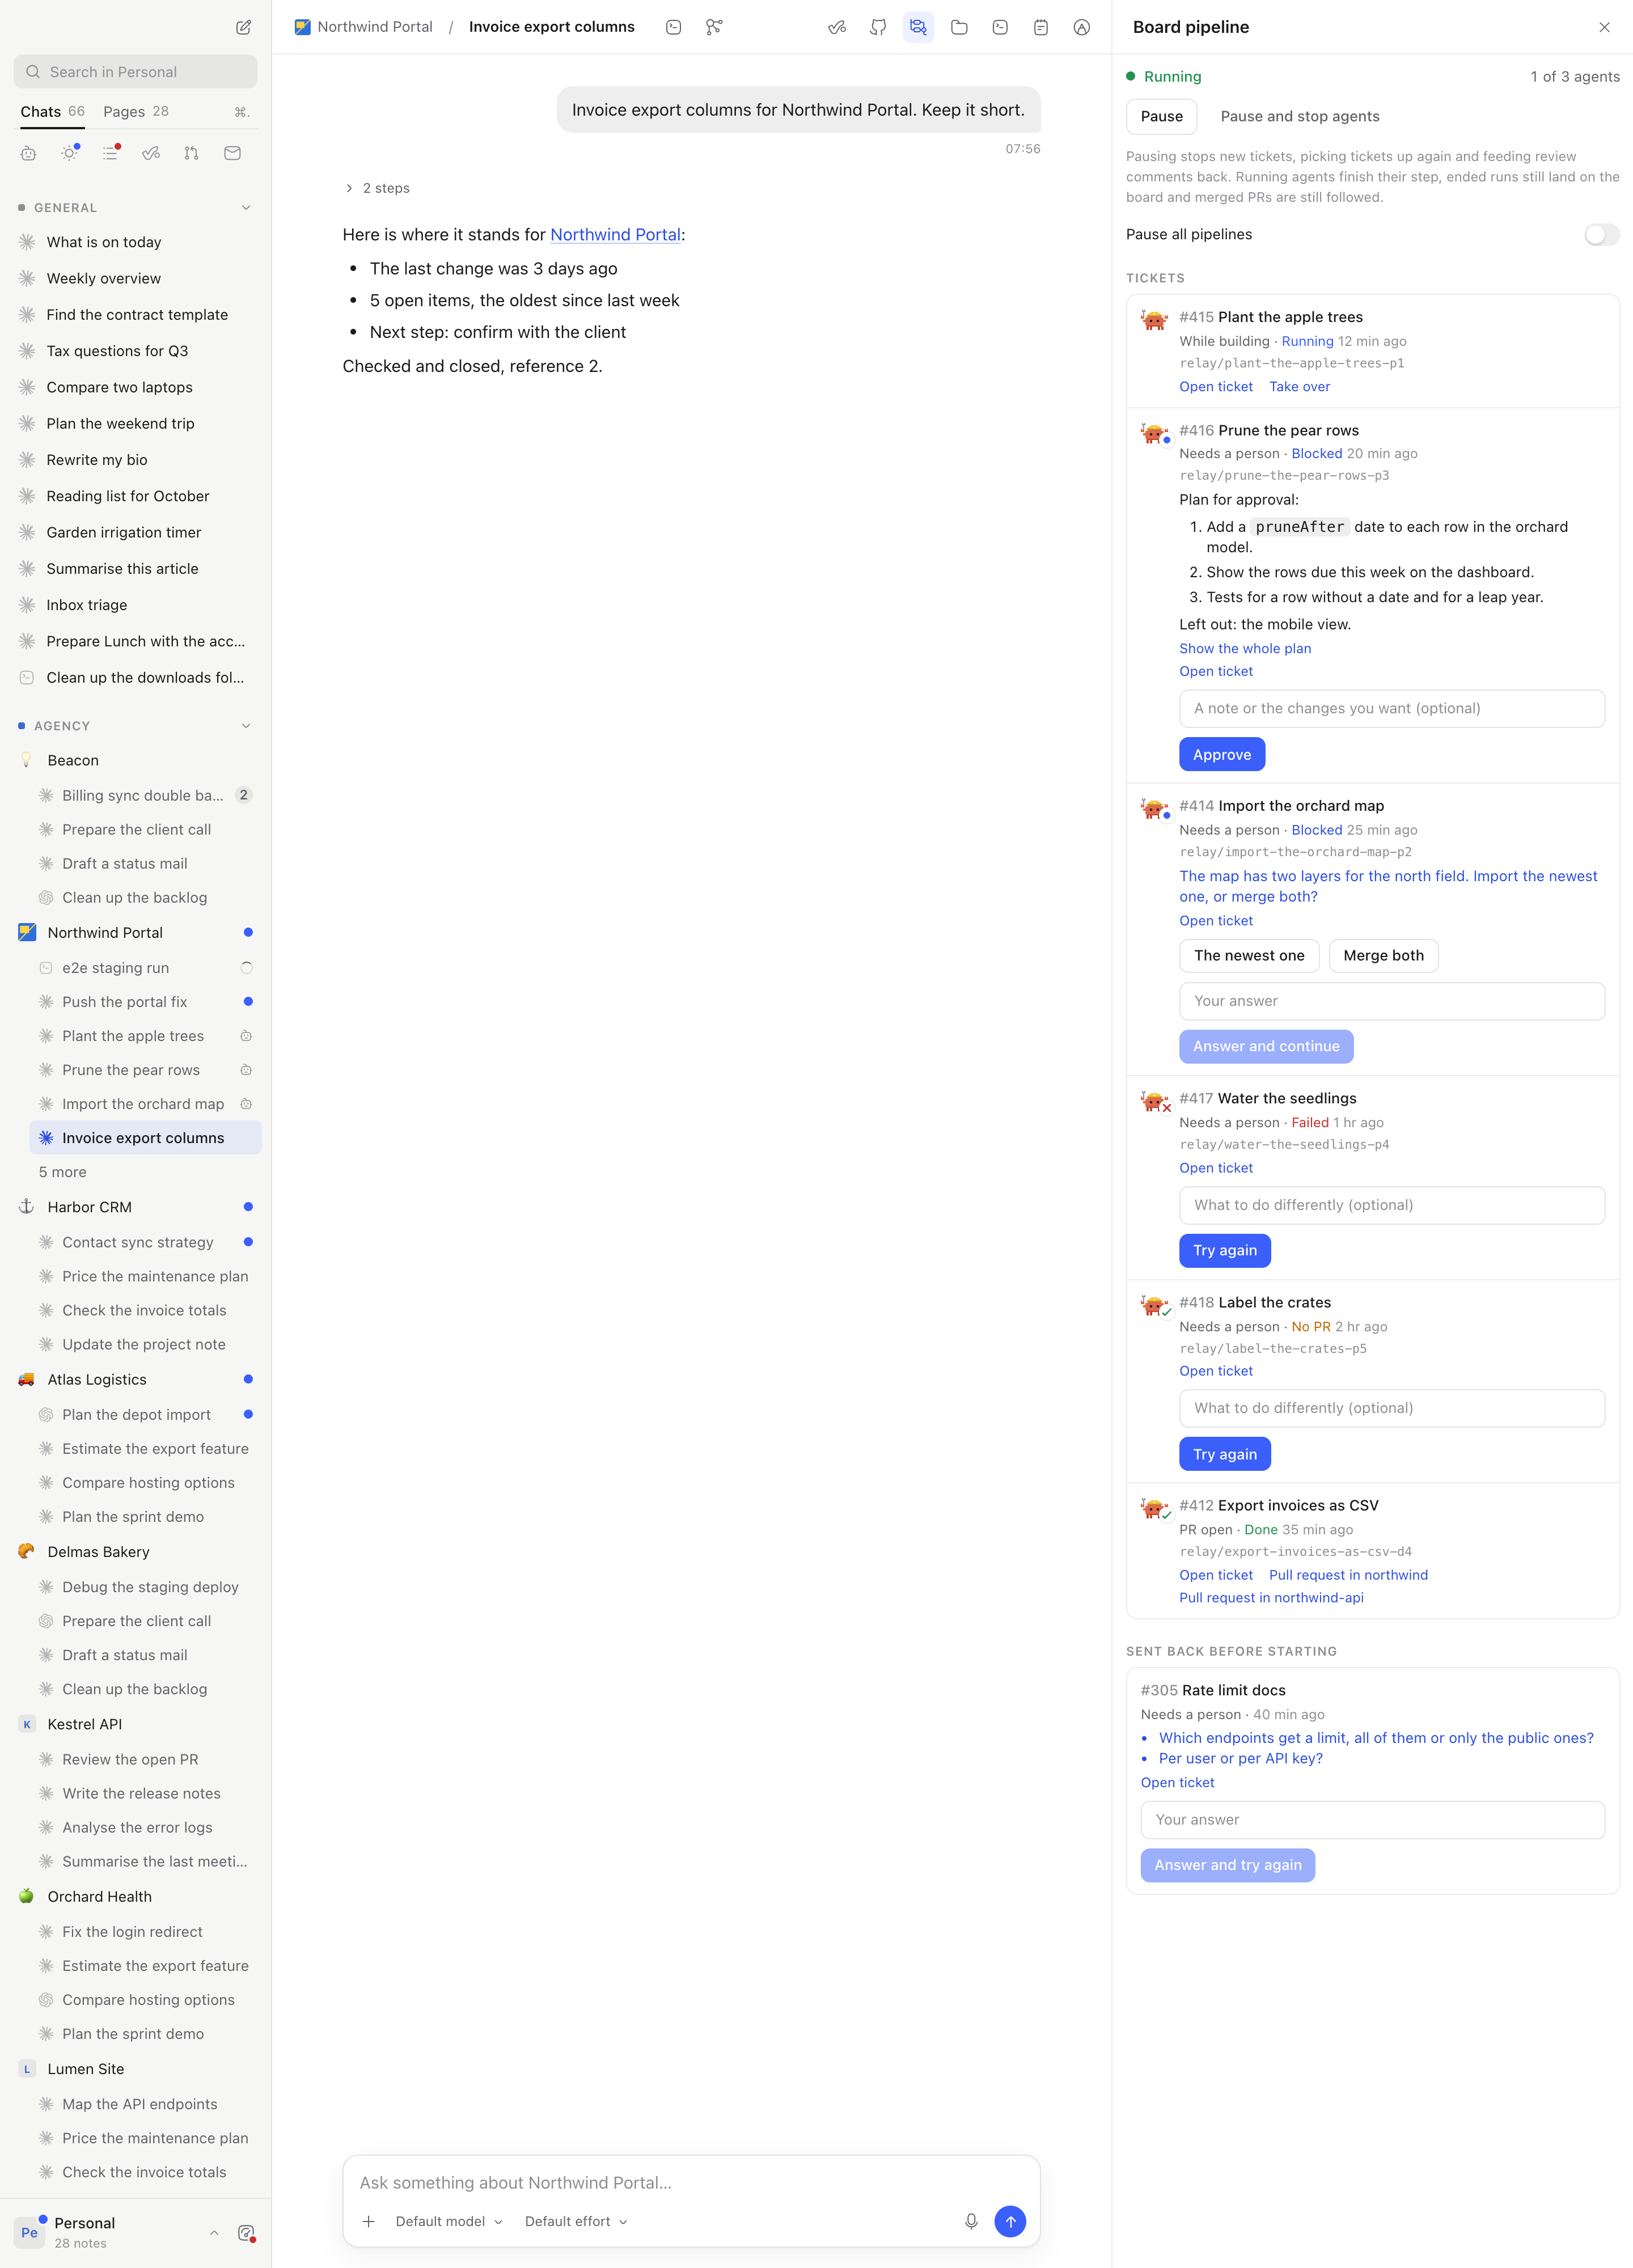 Search in Personal
Chats 66 Pages 28 ⌘.
GENERAL
What is on today
Weekly overview
Find the contract template
Tax questions for Q3
Compare two laptops
Plan the weekend trip
Rewrite my bio
Reading list for October
Garden irrigation timer
Summarise this article
Inbox triage
Prepare Lunch with the acc...
Clean up the downloads fol...
AGENCY
Beacon
Billing sync double ba... 2
Prepare the client call
Draft a status mail
Clean up the backlog
Northwind Portal
e2e staging run
Push the portal fix
Plant the apple trees
Prune the pear rows
Import the orchard map
Invoice export columns
5 more
Harbor CRM
Contact sync strategy
Price the maintenance plan
Check the invoice totals
Update the project note
Atlas Logistics
Plan the depot import
Estimate the export feature
Compare hosting options
Plan the sprint demo
Delmas Bakery
Debug the staging deploy
Prepare the client call
Draft a status mail
Clean up the backlog
K Kestrel API
Review the open PR
Write the release notes
Analyse the error logs
Summarise the last meeti...
Orchard Health
Fix the login redirect
Estimate the export feature
Compare hosting options
Plan the sprint demo
L Lumen Site
Map the API endpoints
Price the maintenance plan
Check the invoice totals
Pe Personal
28 notes
Northwind Portal / Invoice export columns
Invoice export columns for Northwind Portal. Keep it short.
07:56
2 steps
Here is where it stands for Northwind Portal:
• The last change was 3 days ago
• 5 open items, the oldest since last week
• Next step: confirm with the client
Checked and closed, reference 2.
Ask something about Northwind Portal...
Default model Default effort
Board pipeline
Running 1 of 3 agents
Pause Pause and stop agents
Pausing stops new tickets, picking tickets up again and feeding review
comments back. Running agents finish their step, ended runs still land on the
board and merged PRs are still followed.
Pause all pipelines
TICKETS
#415 Plant the apple trees
While building · Running 12 min ago
relay/plant-the-apple-trees-p1
Open ticket Take over
#416 Prune the pear rows
Needs a person · Blocked 20 min ago
relay/prune-the-pear-rows-p3
Plan for approval:
1. Add a pruneAfter date to each row in the orchard
model.
2. Show the rows due this week on the dashboard.
3. Tests for a row without a date and for a leap year.
Left out: the mobile view.
Show the whole plan
Open ticket
A note or the changes you want (optional)
Approve
#414 Import the orchard map
Needs a person · Blocked 25 min ago
relay/import-the-orchard-map-p2
The map has two layers for the north field. Import the newest
one, or merge both?
Open ticket
The newest one Merge both
Your answer
Answer and continue
#417 Water the seedlings
Needs a person · Failed 1 hr ago
relay/water-the-seedlings-p4
Open ticket
What to do differently (optional)
Try again
#418 Label the crates
Needs a person · No PR 2 hr ago
relay/label-the-crates-p5
Open ticket
What to do differently (optional)
Try again
#412 Export invoices as CSV
PR open · Done 35 min ago
relay/export-invoices-as-csv-d4
Open ticket Pull request in northwind
Pull request in northwind-api
SENT BACK BEFORE STARTING
#305 Rate limit docs
Needs a person · 40 min ago
• Which endpoints get a limit, all of them or only the public ones?
• Per user or per API key?
Open ticket
Your answer
Answer and try again